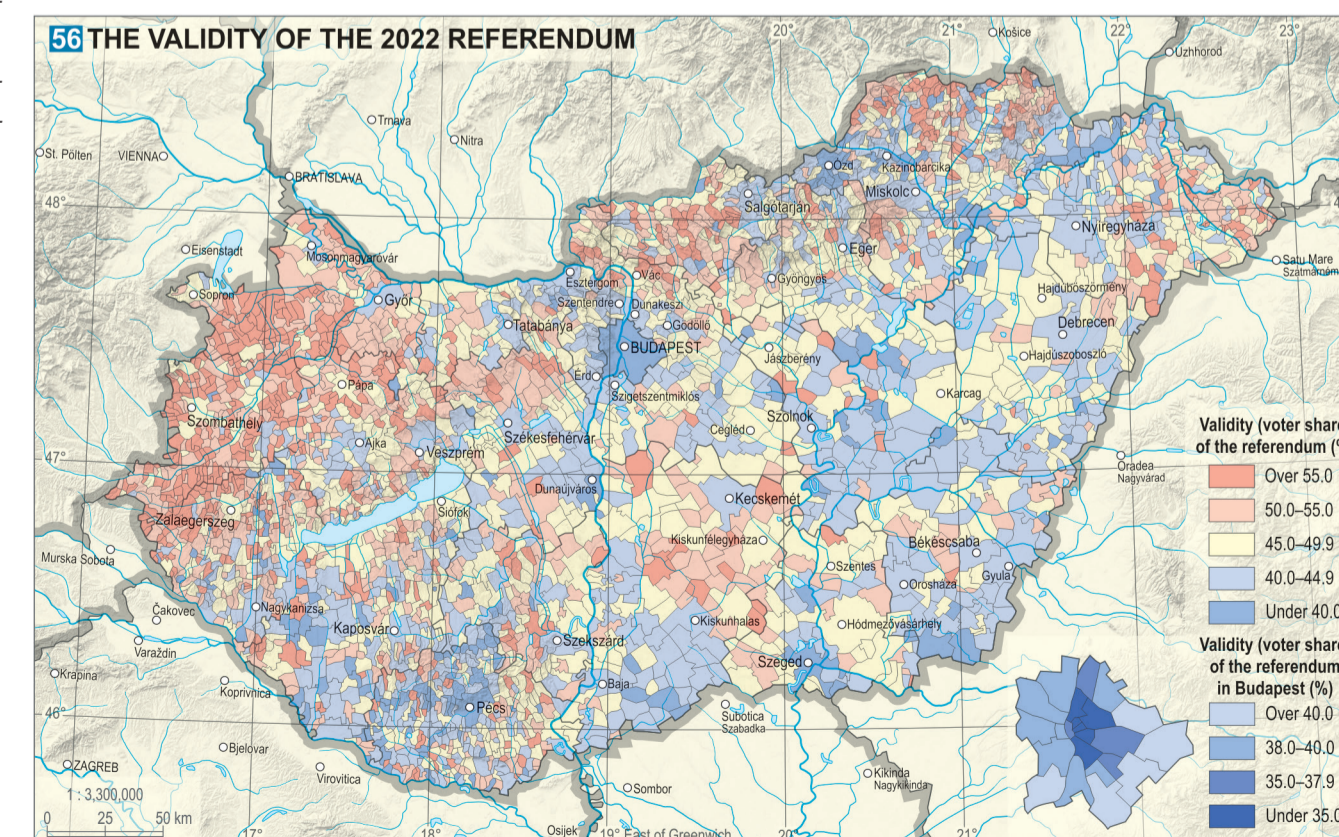 56 THE VALIDITY OF THE 2022 REFERENDUM
20°
21°
22°
23°
Košice
Uzhhorod
Trnava
Nitra
St. Pölten
VIENNA
BRATISLAVA
48°
Ózd
Kazincbarcika
Miskolc
Salgótarján
Nyíregyháza
Eisenstadt
Mosonmagyaróvár
Eger
Satu Mare
Szatmárném
Sopron
Győr
Esztergom
Vác
Gyöngyös
Szentendre
Dunakeszi
Hajdúböszörmény
Tatabánya
Gödöllő
Debrecen
BUDAPEST
Jászberény
Hajdúszoboszló
Érd
Pápa
Szigetszentmiklós
Karcag
Szombathely
Szolnok
Cegléd
Székesfehérvár
Ajka
Veszprém
47°
Oradea
Nagyvárad
Dunaújváros
Kecskemét
Siófok
Zalaegerszeg
Kiskunfélegyháza
Békéscsaba
Murska Sobota
Szentes
Gyula
Orosháza
Nagykanizsa
Čakovec
Kaposvár
Kiskunhalas
Hódmezővásárhely
Varaždin
Szekszárd
Szeged
Krapina
Koprivnica
Baja
Pécs
46°
Subotica
Szabadka
Bjelovar
ZAGREB
Virovitica
Kikinda
Nagykikinda
Sombor
1 : 3,300,000
0 25 50 km
17°
18°
Osijek
19° East of Greenwich
20°
21°
Validity (voter share
of the referendum (%
Over 55.0
50.0–55.0
45.0–49.9
40.0–44.9
Under 40.0
Validity (voter share
of the referendum
in Budapest (%)
Over 40.0
38.0–40.0
35.0–37.9
Under 35.0